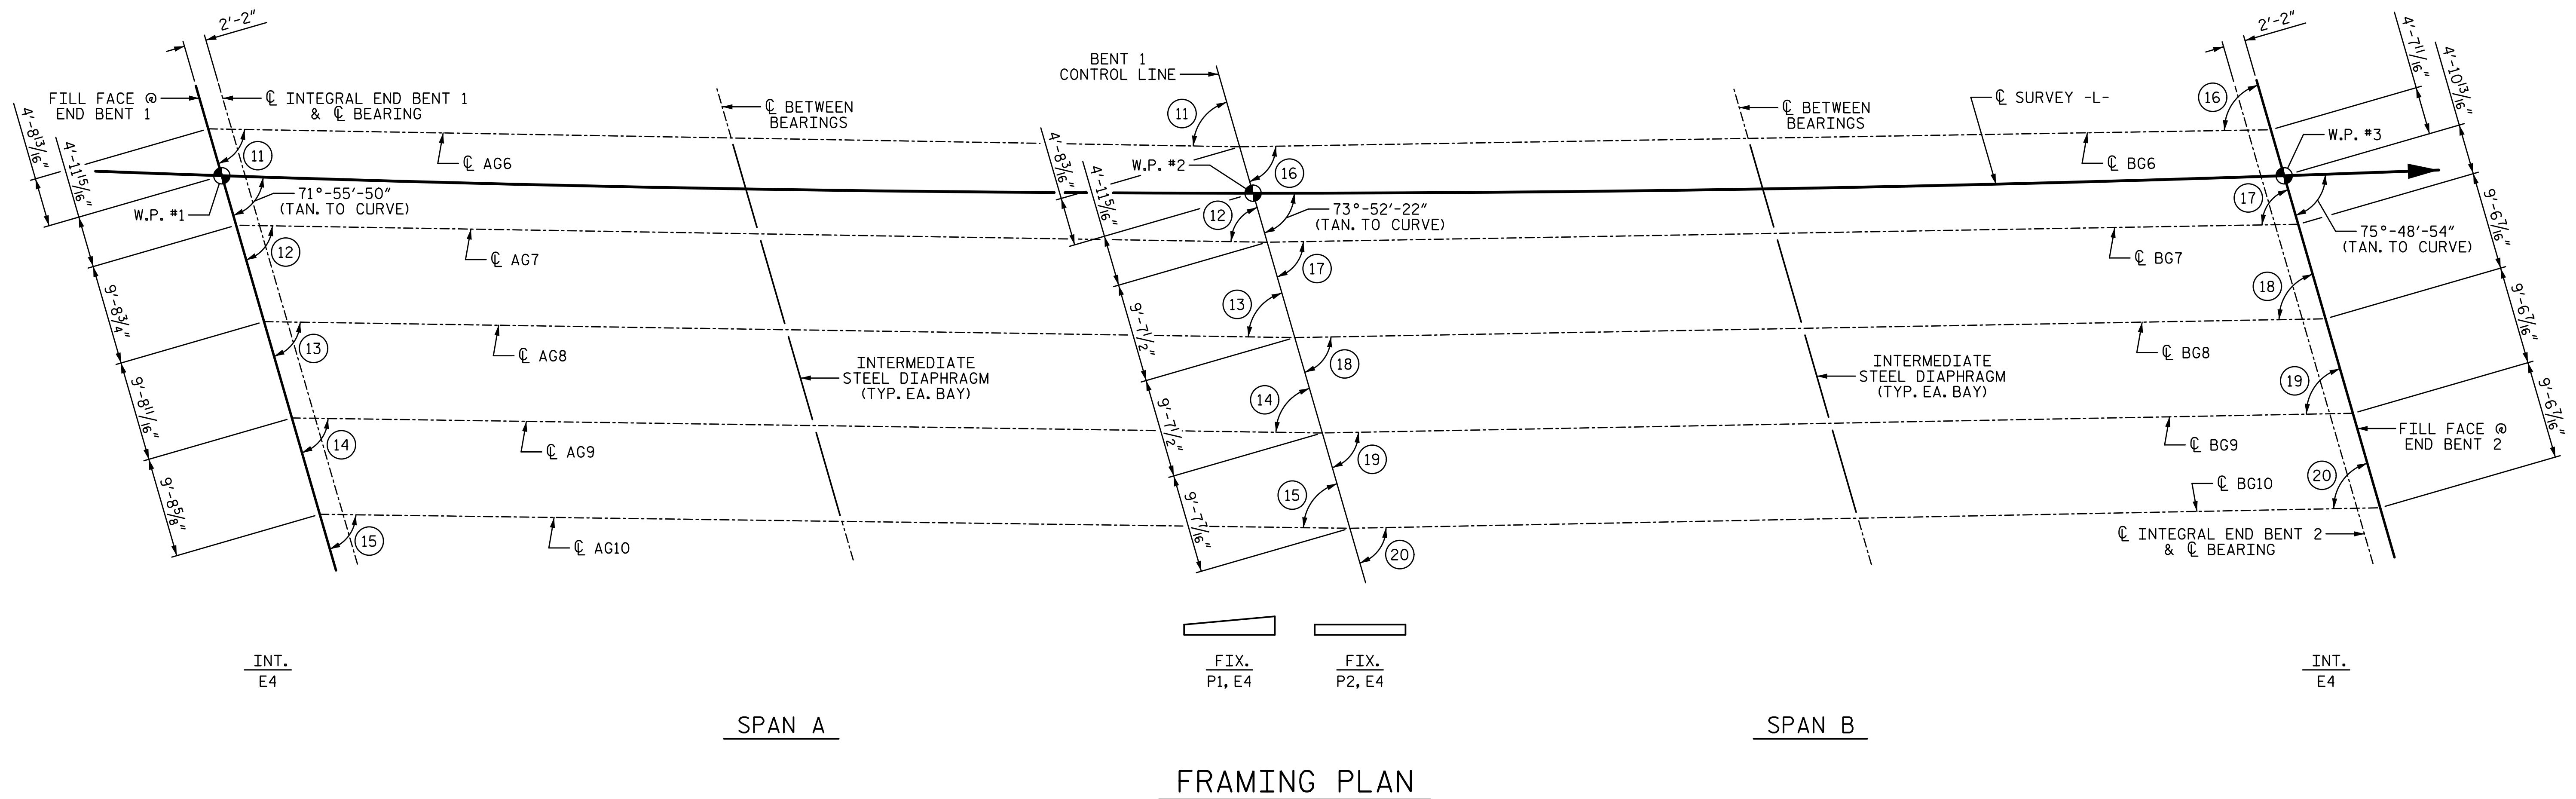 2'-2"
FILL FACE @
END BENT 1
℄ INTEGRAL END BENT 1
& ℄ BEARING
4'-8 13/16"
4'-11 15/16"
9'-8 3/4"
9'-8 11/16"
9'-8 5/8"
W.P. #1
71°-55'-50"
(TAN. TO CURVE)
11
12
13
14
15
℄ AG6
℄ AG7
℄ AG8
℄ AG9
℄ AG10
℄ BETWEEN
BEARINGS
INTERMEDIATE
STEEL DIAPHRAGM
(TYP. EA. BAY)
BENT 1
CONTROL LINE
4'-8 3/16"
4'-11 5/16"
9'-7 1/2"
9'-7 1/2"
9'-7 7/16"
W.P. #2
73°-52'-22"
(TAN. TO CURVE)
11
12
13
14
15
16
17
18
19
20
℄ BETWEEN
BEARINGS
℄ SURVEY -L-
INTERMEDIATE
STEEL DIAPHRAGM
(TYP. EA. BAY)
℄ BG6
℄ BG7
℄ BG8
℄ BG9
℄ BG10
2'-2"
16
17
18
19
20
W.P. #3
75°-48'-54"
(TAN. TO CURVE)
4'-7 11/16"
4'-10 13/16"
9'-6 7/16"
9'-6 7/16"
9'-6 7/16"
FILL FACE @
END BENT 2
℄ INTEGRAL END BENT 2
& ℄ BEARING
INT.
E4
FIX.
P1, E4
FIX.
P2, E4
INT.
E4
SPAN A
SPAN B
FRAMING PLAN